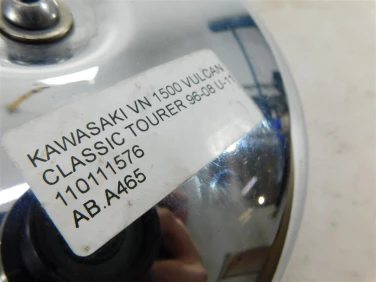 KAWASAKI VN 1500 VULCAN
CLASSIC TOURER 96-08 U-11
110111576
AB.A465